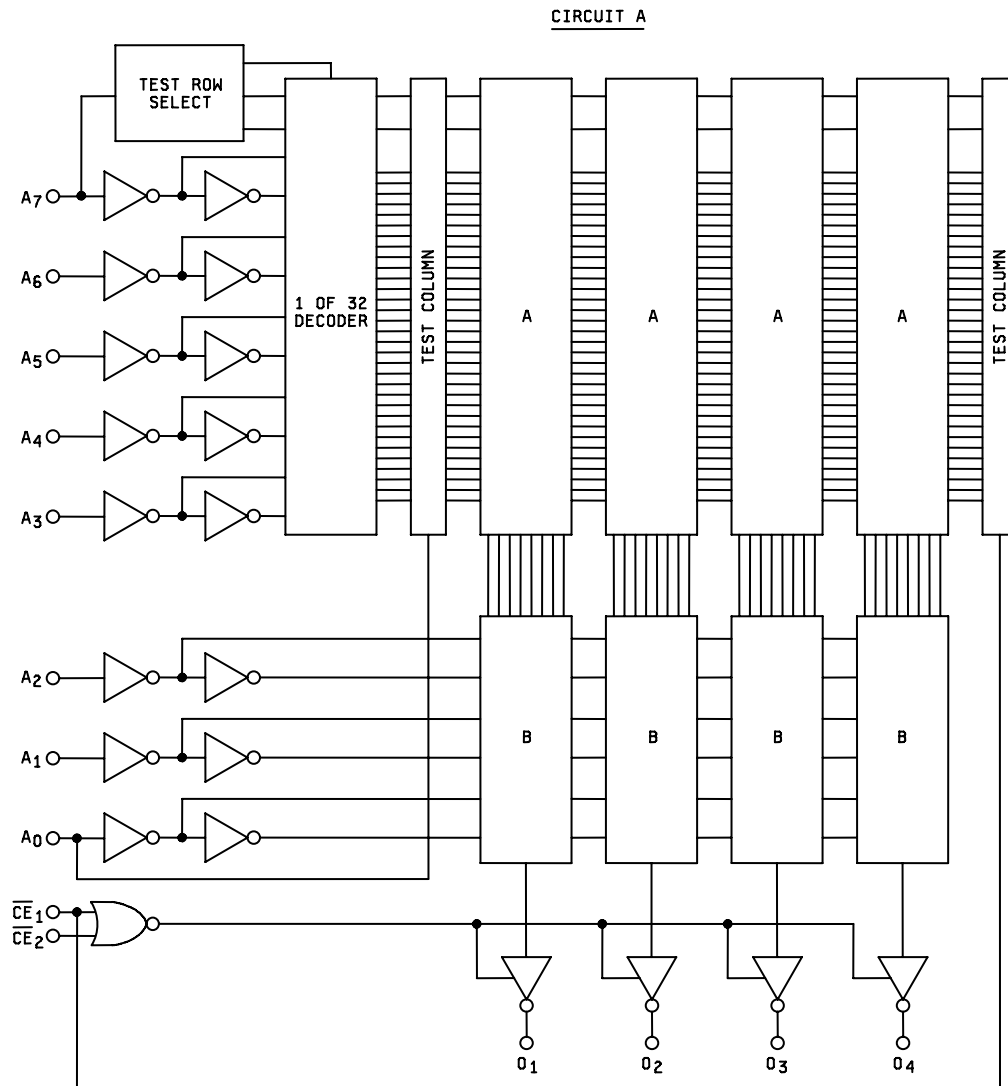 CIRCUIT A
TEST ROW
SELECT
A7
A6
A5
A4
A3
1 OF 32
DECODER
TEST COLUMN
A
A
A
A
TEST COLUMN
A2
A1
A0
B
B
B
B
CE1
CE2
O1
O2
O3
O4